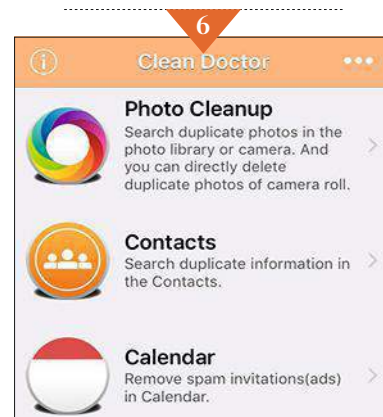 6
Clean Doctor
Photo Cleanup
Search duplicate photos in the
photo library or camera. And
you can directly delete
duplicate photos of camera roll.
Contacts
Search duplicate information in
the Contacts.
Calendar
Remove spam invitations(ads)
in Calendar.